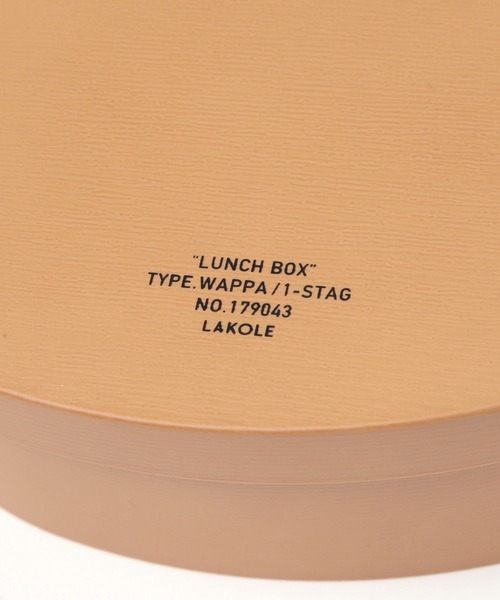 "LUNCH BOX"
TYPE.WAPPA/1-STAG
NO.179043
LAKOLE